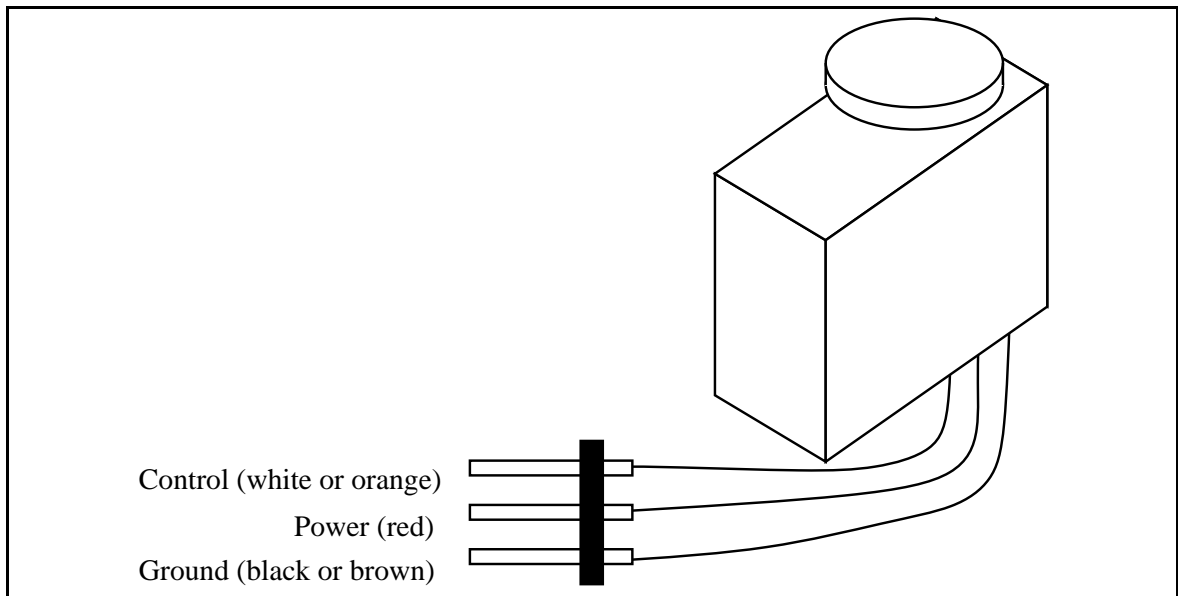 Control (white or orange)
Power (red)
Ground (black or brown)